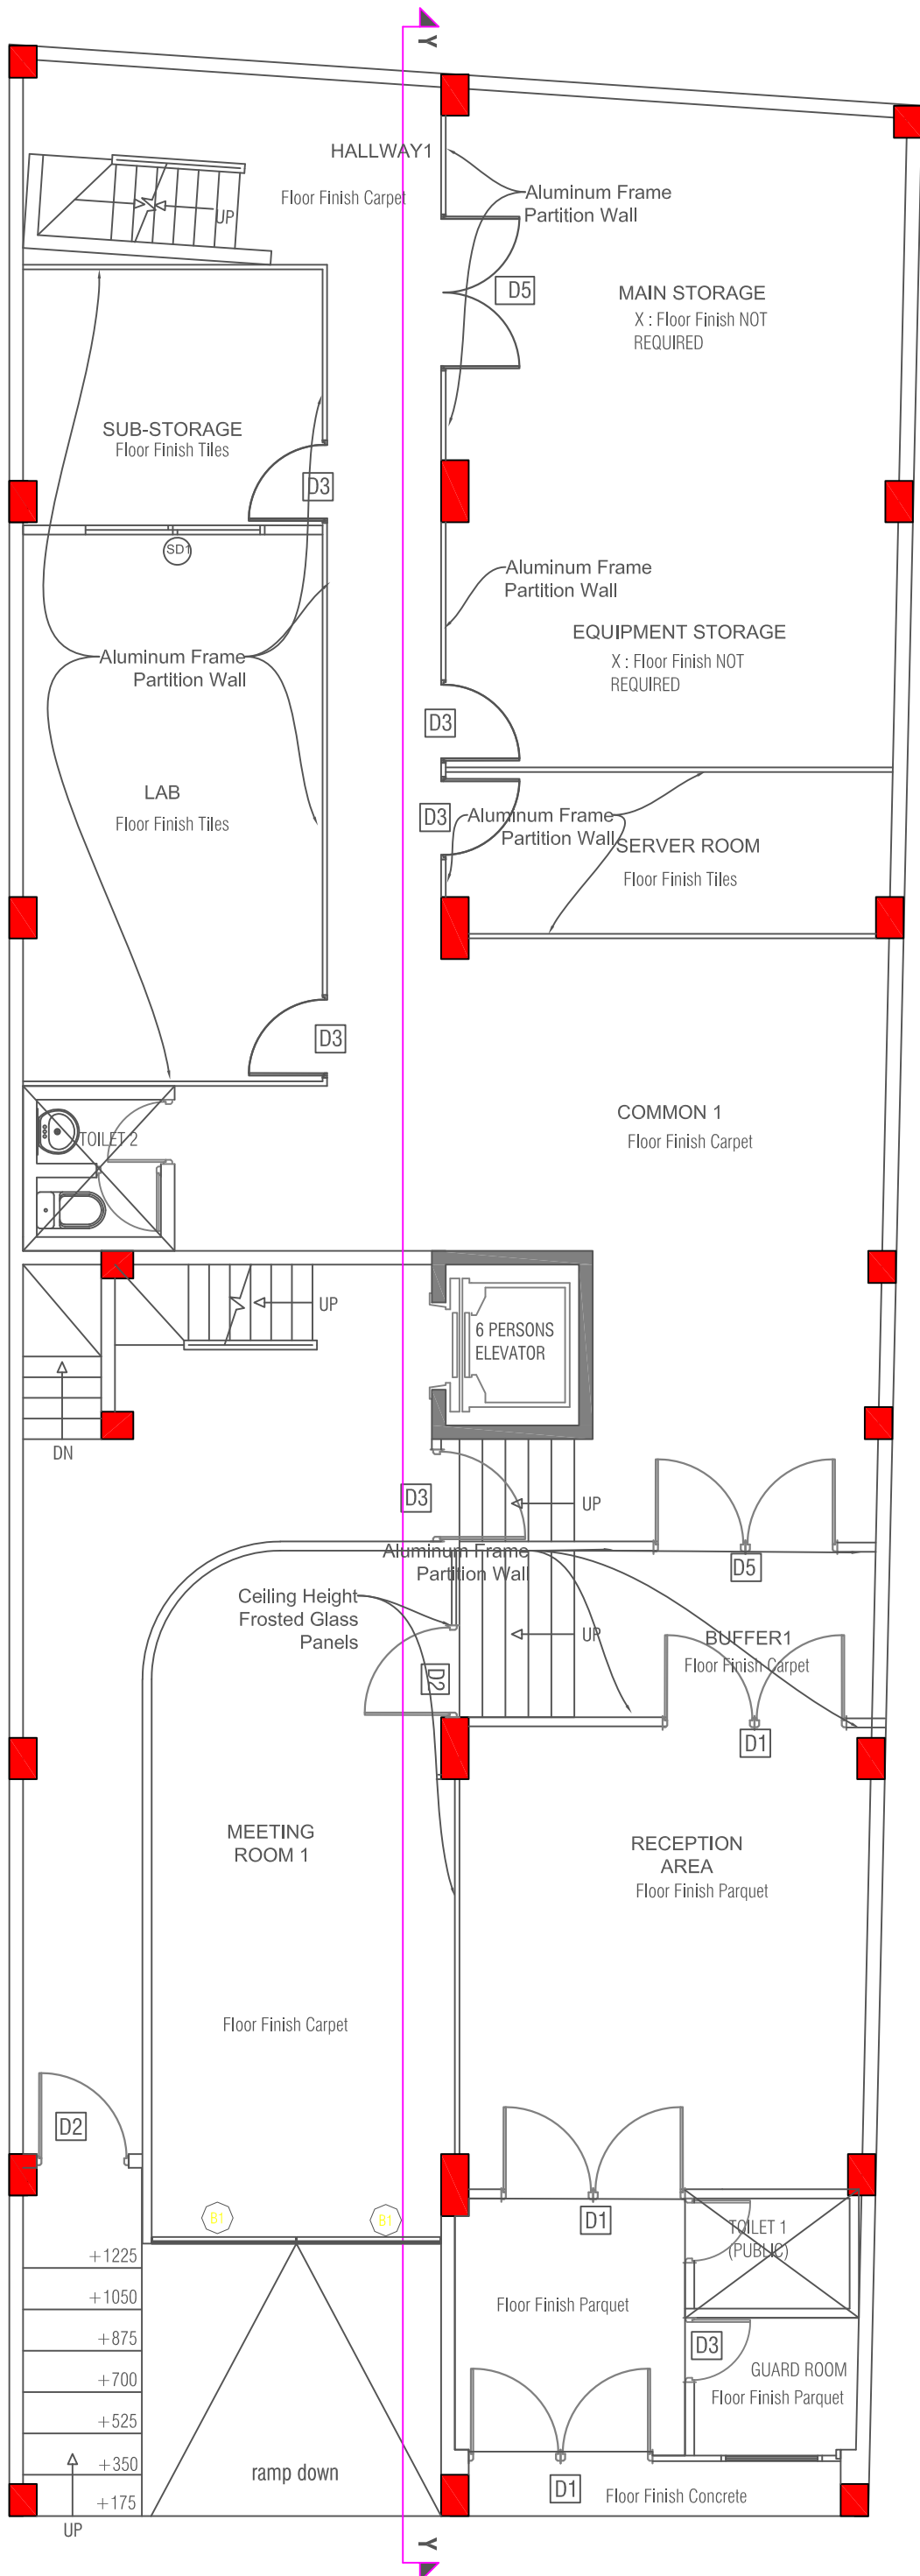 Y
HALLWAY1
Floor Finish Carpet
Aluminum Frame
Partition Wall
UP
D5
MAIN STORAGE
X : Floor Finish NOT
REQUIRED
SUB-STORAGE
Floor Finish Tiles
D3
SD1
Aluminum Frame
Partition Wall
EQUIPMENT STORAGE
X : Floor Finish NOT
REQUIRED
Aluminum Frame
Partition Wall
D3
LAB
Floor Finish Tiles
D3
Aluminum Frame
Partition Wall
SERVER ROOM
Floor Finish Tiles
D3
COMMON 1
Floor Finish Carpet
TOILET 2
UP
6 PERSONS
ELEVATOR
DN
D3
UP
Aluminum Frame
Partition Wall
D5
Ceiling Height
Frosted Glass
Panels
UP
BUFFER1
Floor Finish Carpet
D2
D1
MEETING
ROOM 1
RECEPTION
AREA
Floor Finish Parquet
Floor Finish Carpet
D2
B1
B1
D1
TOILET 1
(PUBLIC)
+1225
+1050
+875
+700
+525
+350
+175
Floor Finish Parquet
D3
GUARD ROOM
Floor Finish Parquet
ramp down
D1
Floor Finish Concrete
UP
Y